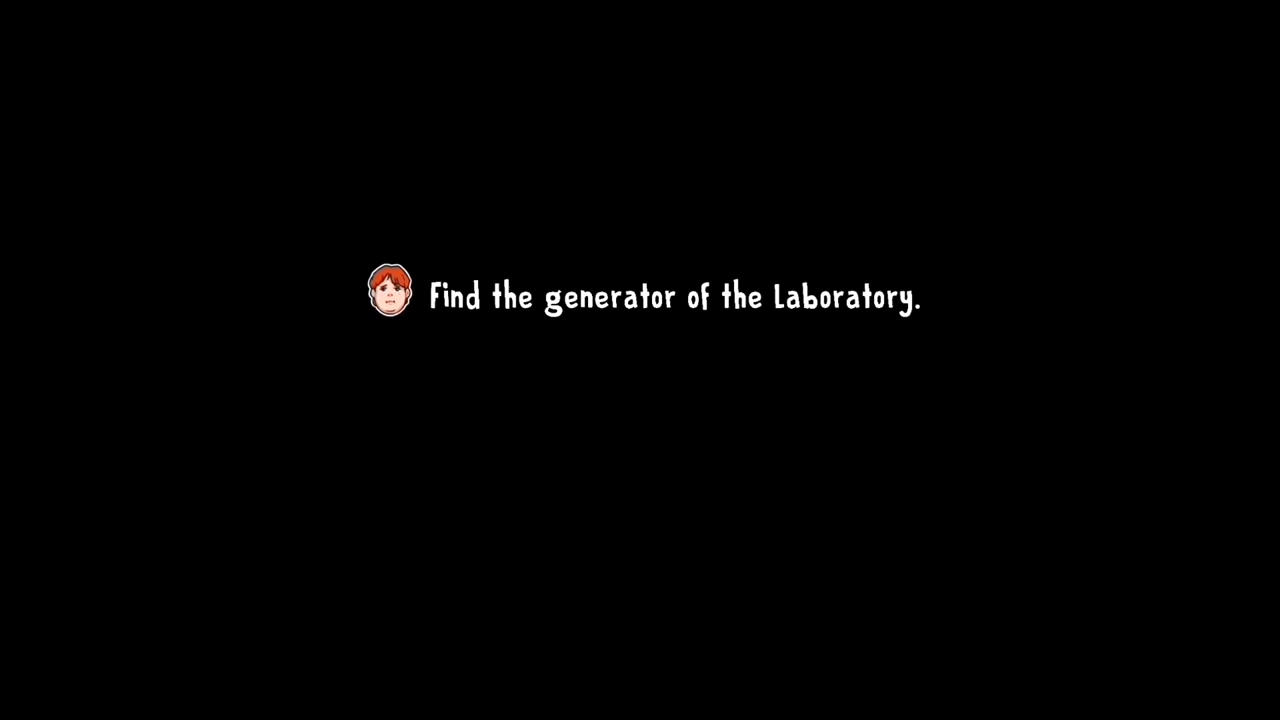 Find the generator of the Laboratory.